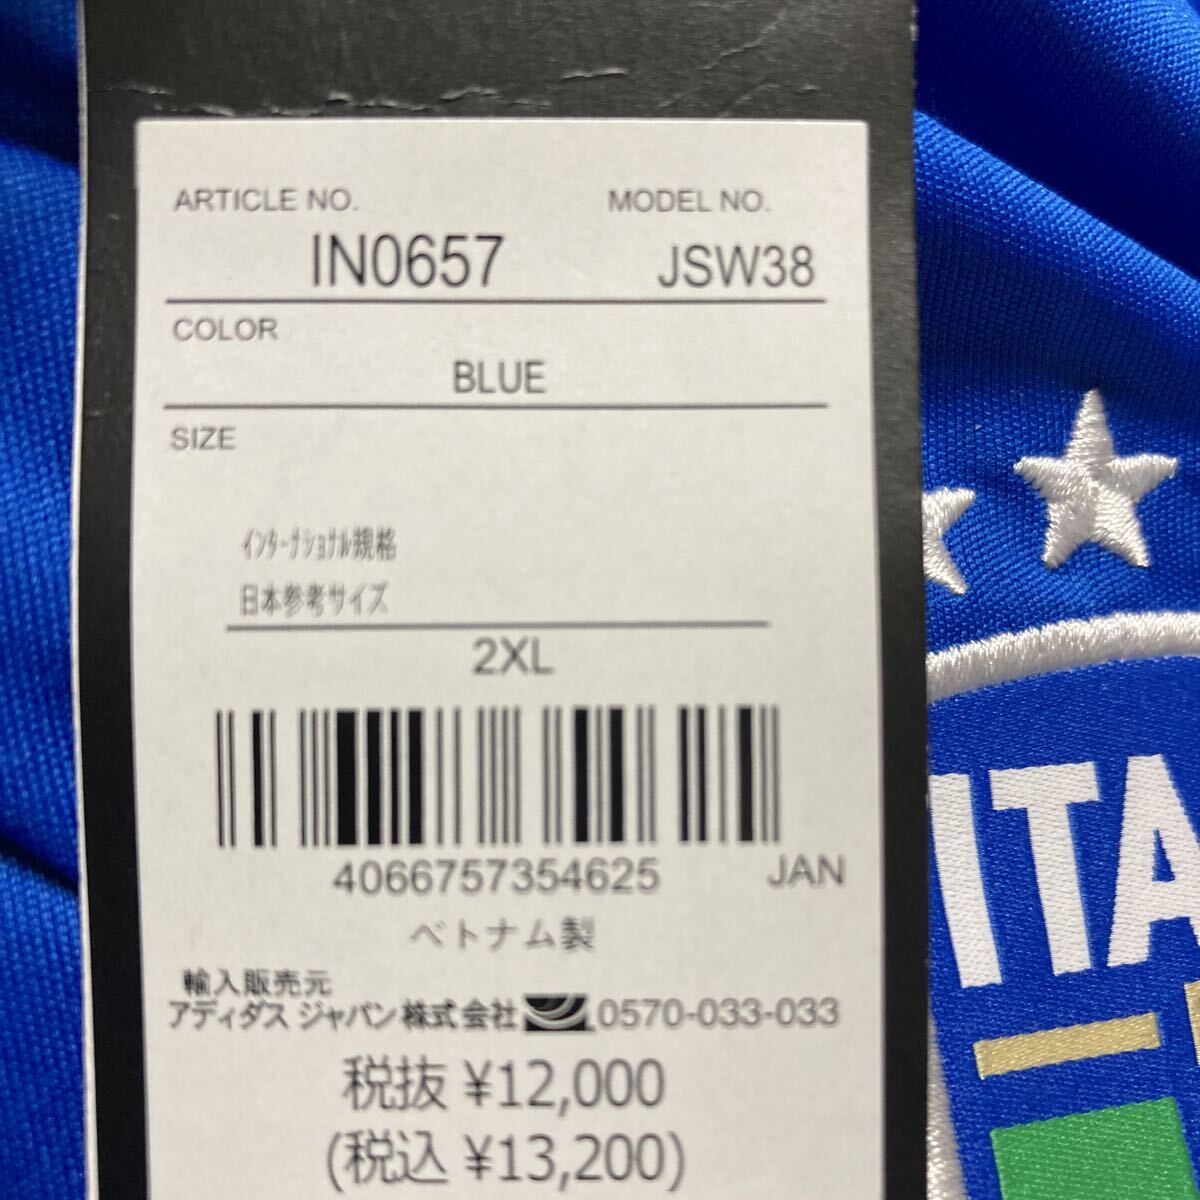 ARTICLE NO. MODEL NO.
IN0657 JSW38
COLOR
BLUE
SIZE
ｲﾝﾀｰﾅｼｮﾅﾙ規格
日本参考サイズ
2XL
4066757354625 JAN
ベトナム製
輸入販売元
アディダス ジャパン株式会社 0570-033-033
税抜 ¥12,000
(税込 ¥13,200)
ITA